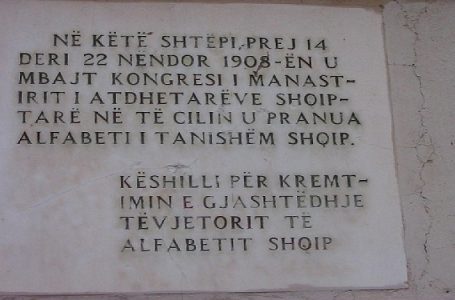 NË KËTË SHTËPI, PREJ 14
DERI 22 NËNDOR 1908-ËN U
MBAJT KONGRESI I MANAST-
IRIT I ATDHETARËVE SHQIP-
TARË NË TË CILIN U PRANUA
ALFABETI I TANISHËM SHQIP.
KËSHILLI PËR KREMT-
IMIN E GJASHTËDHJE
TËVJETORIT TË
ALFABETIT SHQIP